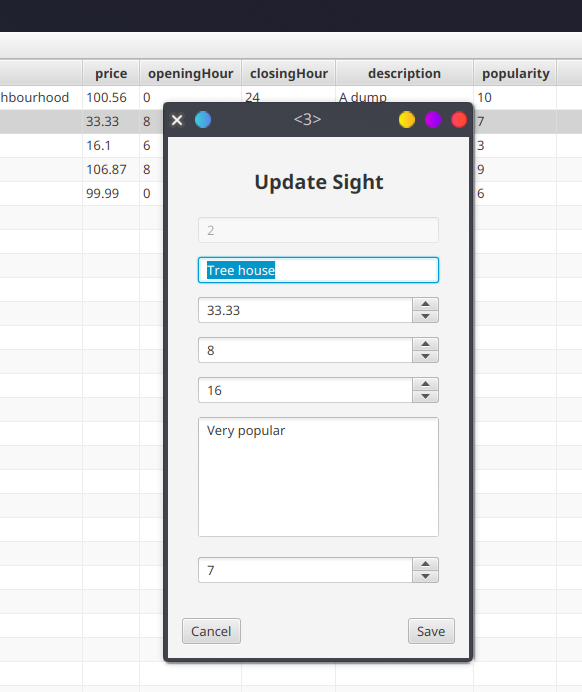 price openingHour closingHour description popularity
hbourhood 100.56 0 24 A dump 10
<3>
33.33 8 7
16.1 6 3
106.87 8 9
99.99 0 6
Update Sight
2
Tree house
33.33
8
16
Very popular
7
Cancel Save